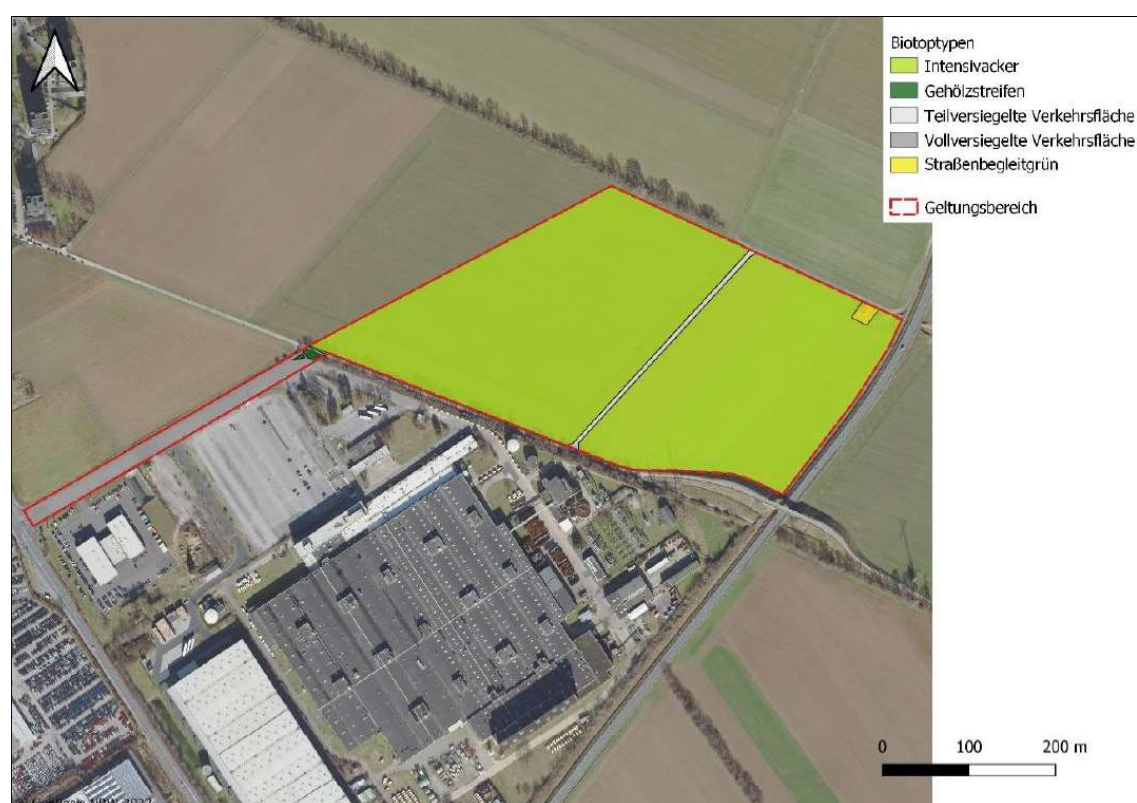 Biotoptypen
Intensivacker
Gehölzstreifen
Teilversiegelte Verkehrsfläche
Vollversiegelte Verkehrsfläche
Straßenbegleitgrün
Geltungsbereich
0 100 200 m